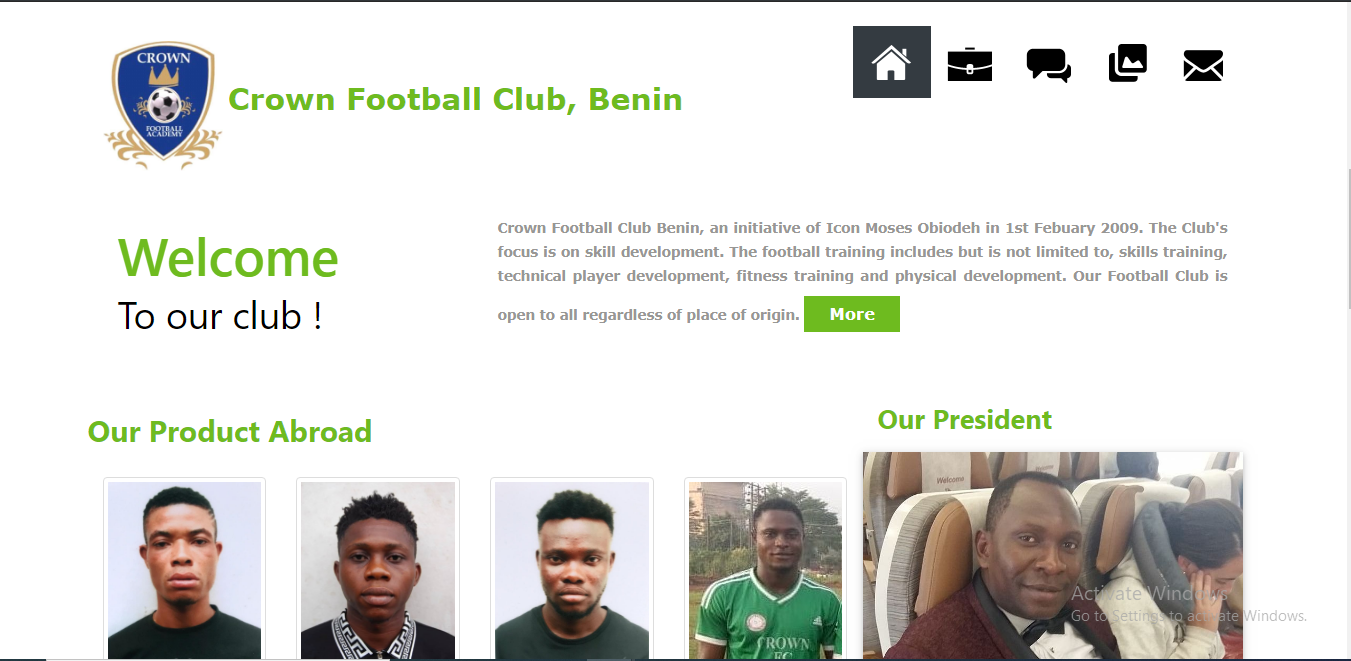 CROWN
FOOTBALL
ACADEMY
Crown Football Club, Benin
Welcome
To our club !
Crown Football Club Benin, an initiative of Icon Moses Obiodeh in 1st Febuary 2009. The Club's
focus is on skill development. The football training includes but is not limited to, skills training,
technical player development, fitness training and physical development. Our Football Club is
open to all regardless of place of origin. More
Our Product Abroad
Our President
Welcome
CROWN
FC
Activate Windows
Go to Settings to activate Windows.